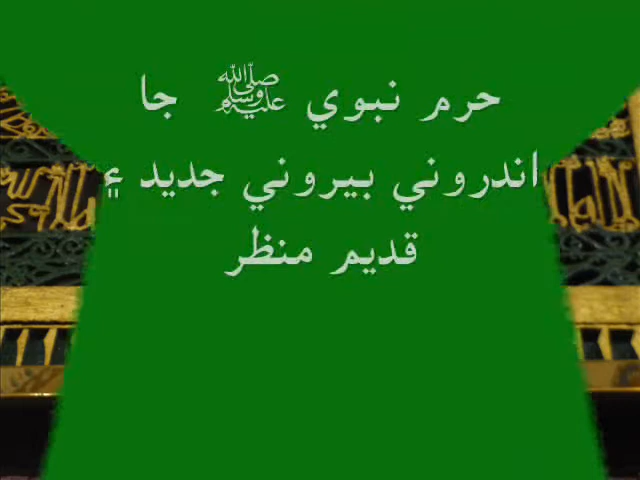 حرم نبوي ﷺ جا
اندروني بيروني جديد ۽
قديم منظر